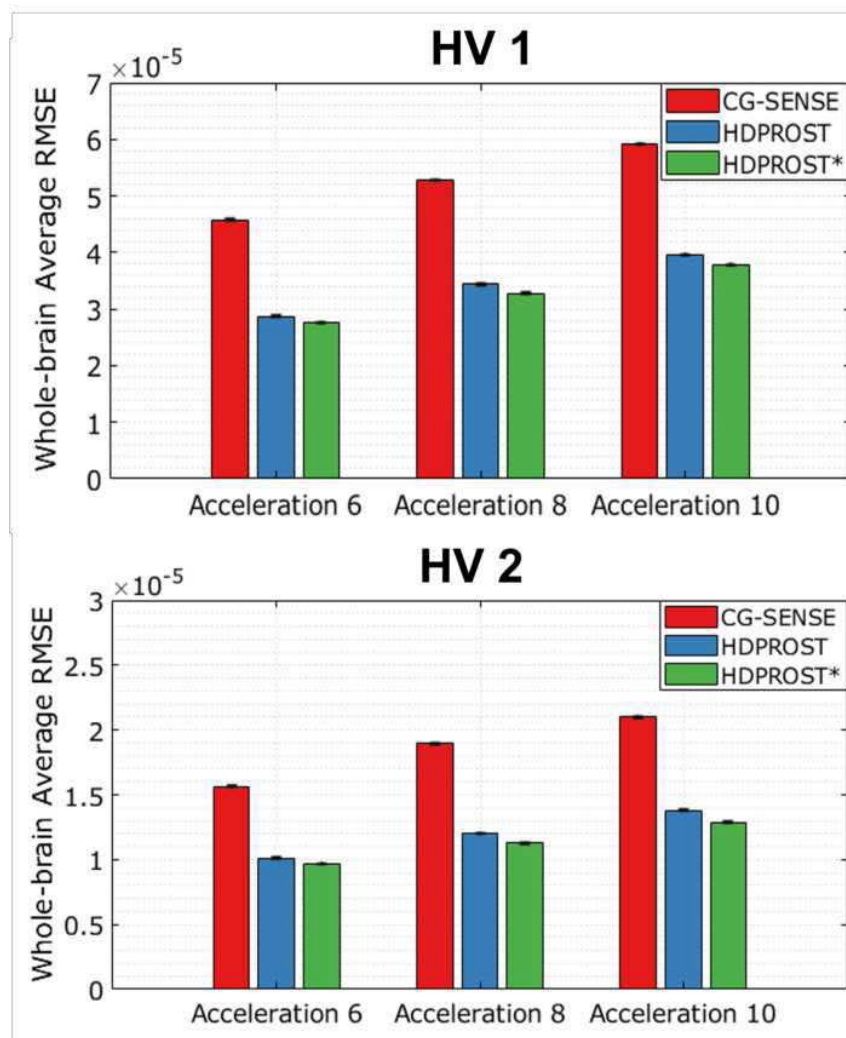 HV 1
×10-5
7
6
5
4
3
2
1
0
Whole-brain Average RMSE
CG-SENSE
HDPROST
HDPROST*
Acceleration 6
Acceleration 8
Acceleration 10
HV 2
×10-5
3
2.5
2
1.5
1
0.5
0
Whole-brain Average RMSE
CG-SENSE
HDPROST
HDPROST*
Acceleration 6
Acceleration 8
Acceleration 10